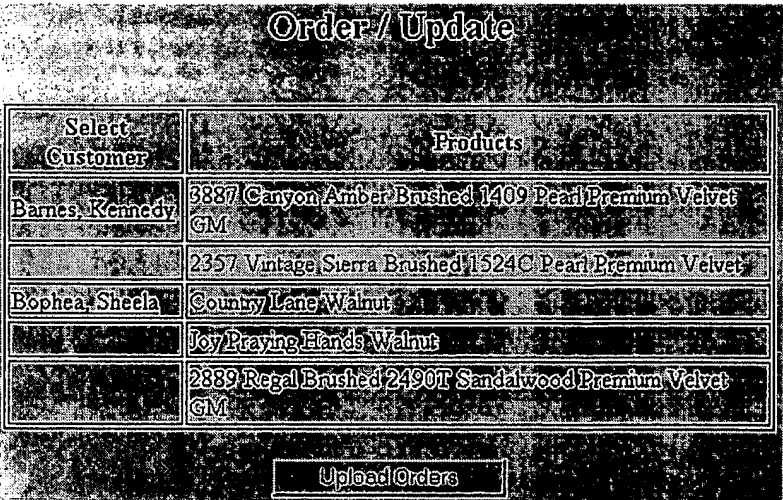 Order / Update
Select
Customer
Products
Barnes, Kennedy
3887 Canyon Amber Brushed 1409 Pearl Premium Velvet
GM
2357 Vintage Sierra Brushed 1524C Pearl Premium Velvet
Bophea, Sheela
Country Lane Walnut
Joy Praying Hands Walnut
2889 Regal Brushed 2490T Sandalwood Premium Velvet
GM
Upload Orders